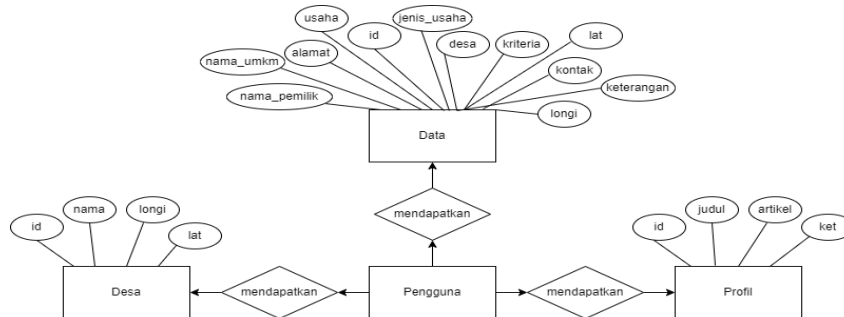 usaha
jenis_usaha
id
lat
alamat
desa
kriteria
nama_umkm
kontak
keterangan
nama_pemilik
longi
Data
mendapatkan
nama
longi
id
lat
judul
artikel
id
ket
Desa
mendapatkan
Pengguna
mendapatkan
Profil